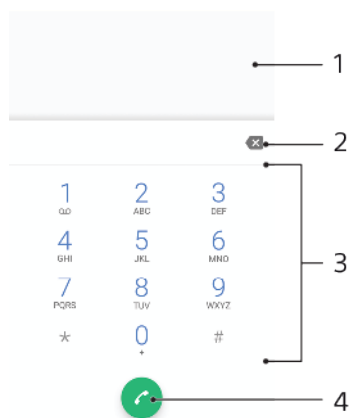 1
2
1 2 3
ABC DEF
4 5 6
GHI JKL MNO
3
7 8 9
PQRS TUV WXYZ
* 0 #
+
4